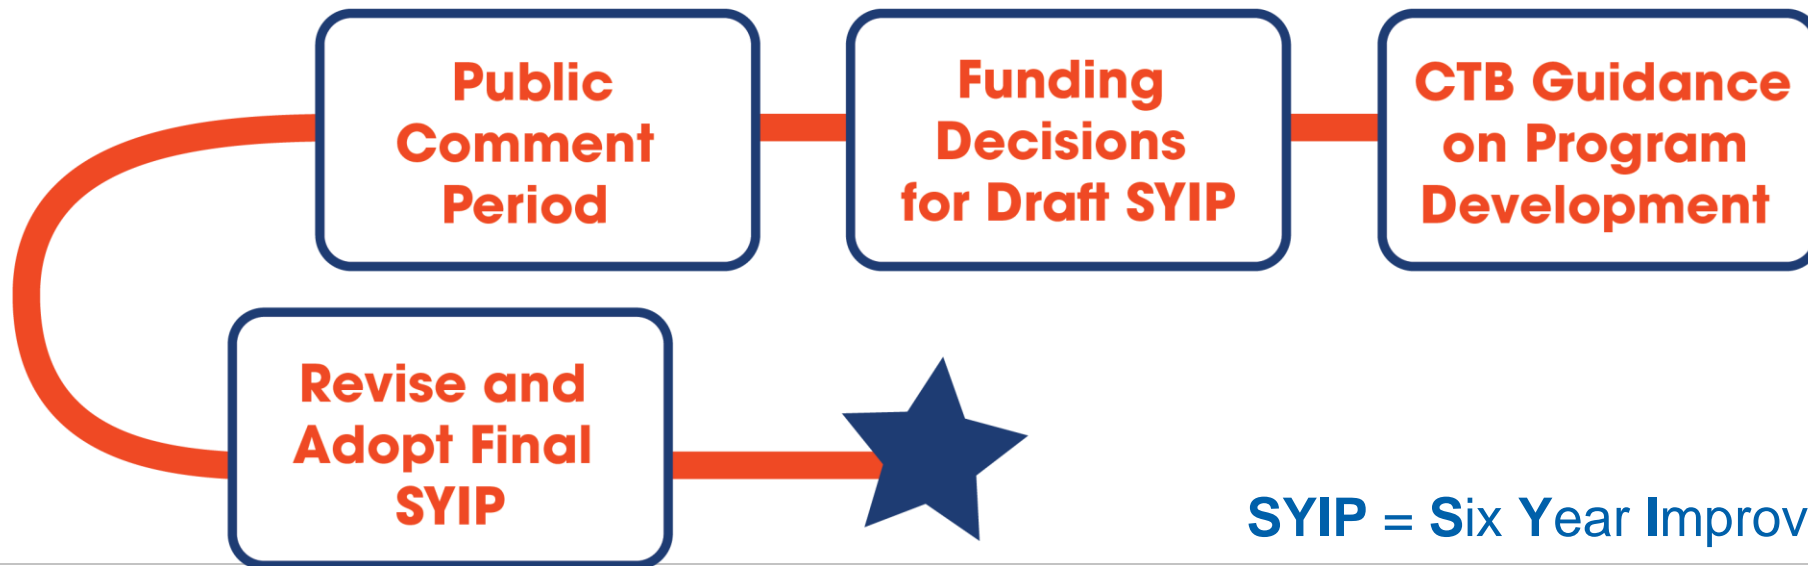 Public
Comment
Period
Funding
Decisions
for Draft SYIP
CTB Guidance
on Program
Development
Revise and
Adopt Final
SYIP
SYIP = Six Year Improv